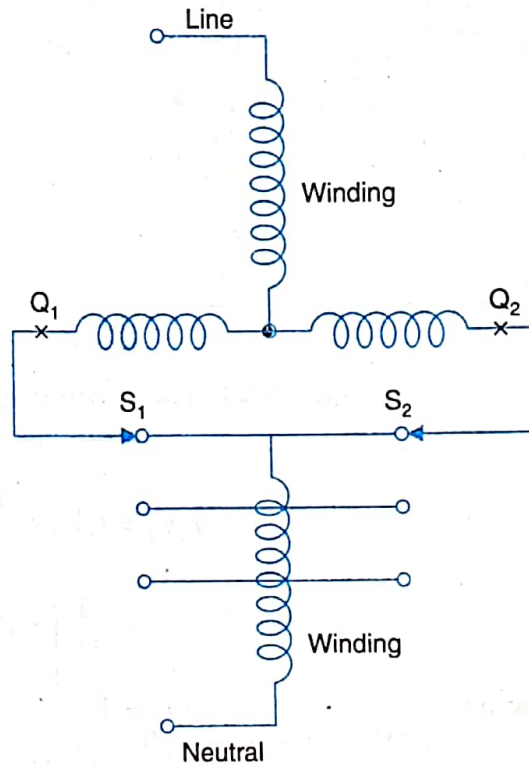 Line
Winding
Q₁
Q₂
S₁
S₂
Winding
Neutral